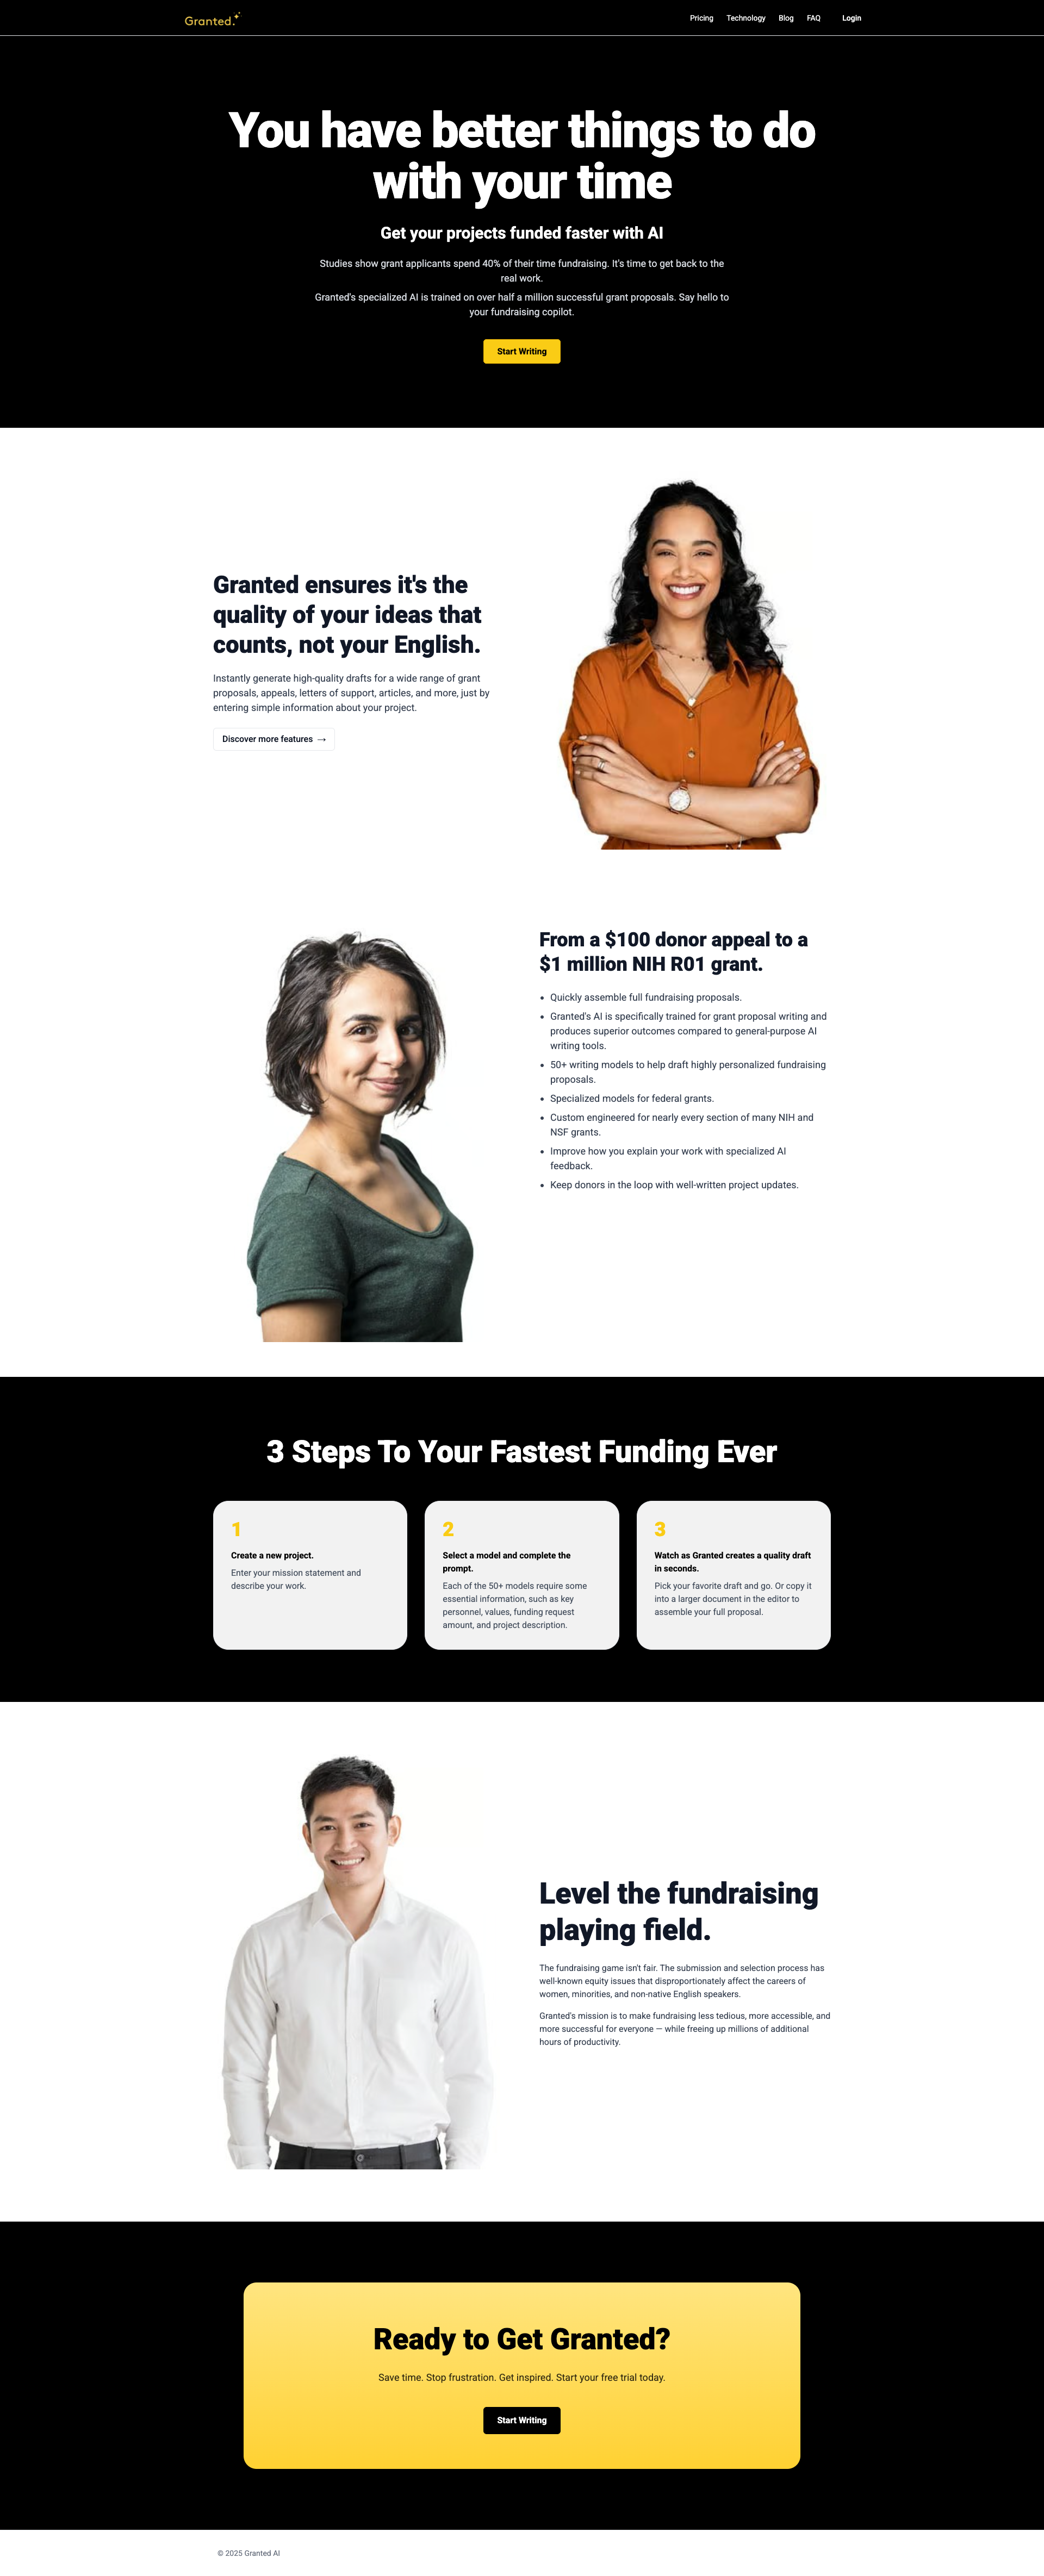 Granted.
Pricing Technology Blog FAQ Login
You have better things to do
with your time
Get your projects funded faster with AI
Studies show grant applicants spend 40% of their time fundraising. It's time to get back to the
real work.
Granted's specialized AI is trained on over half a million successful grant proposals. Say hello to
your fundraising copilot.
Start Writing
Granted ensures it's the
quality of your ideas that
counts, not your English.
Instantly generate high-quality drafts for a wide range of grant
proposals, appeals, letters of support, articles, and more, just by
entering simple information about your project.
Discover more features →
From a $100 donor appeal to a
$1 million NIH R01 grant.
• Quickly assemble full fundraising proposals.
• Granted's AI is specifically trained for grant proposal writing and
produces superior outcomes compared to general-purpose AI
writing tools.
• 50+ writing models to help draft highly personalized fundraising
proposals.
• Specialized models for federal grants.
• Custom engineered for nearly every section of many NIH and
NSF grants.
• Improve how you explain your work with specialized AI
feedback.
• Keep donors in the loop with well-written project updates.
3 Steps To Your Fastest Funding Ever
1
Create a new project.
Enter your mission statement and
describe your work.
2
Select a model and complete the
prompt.
Each of the 50+ models require some
essential information, such as key
personnel, values, funding request
amount, and project description.
3
Watch as Granted creates a quality draft
in seconds.
Pick your favorite draft and go. Or copy it
into a larger document in the editor to
assemble your full proposal.
Level the fundraising
playing field.
The fundraising game isn't fair. The submission and selection process has
well-known equity issues that disproportionately affect the careers of
women, minorities, and non-native English speakers.
Granted's mission is to make fundraising less tedious, more accessible, and
more successful for everyone — while freeing up millions of additional
hours of productivity.
Ready to Get Granted?
Save time. Stop frustration. Get inspired. Start your free trial today.
Start Writing
© 2025 Granted AI